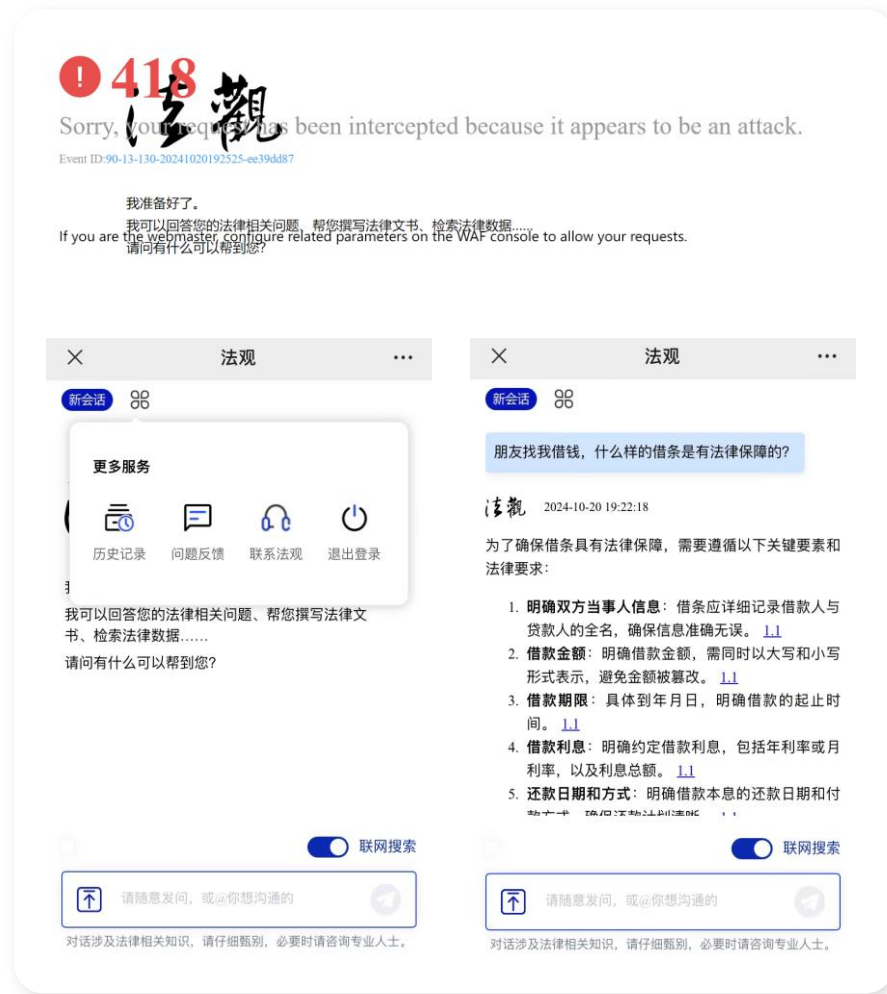 418
法觀
Sorry, your request has been intercepted because it appears to be an attack.
Event ID:90-13-130-20241020192525-ee39dd87
我准备好了。
我可以回答您的法律相关问题、帮您撰写法律文书、检索法律数据......
If you are the webmaster, configure related parameters on the WAF console to allow your requests.
请问有什么可以帮到您?
法观
新会话
更多服务
历史记录
问题反馈
联系法观
退出登录
我可以回答您的法律相关问题、帮您撰写法律文
书、检索法律数据......
请问有什么可以帮到您?
联网搜索
请随意发问，或@你想沟通的
对话涉及法律相关知识，请仔细甄别，必要时请咨询专业人士。
法观
新会话
朋友找我借钱，什么样的借条是有法律保障的?
法觀 2024-10-20 19:22:18
为了确保借条具有法律保障，需要遵循以下关键要素和
法律要求：
1. 明确双方当事人信息：借条应详细记录借款人与
贷款人的全名，确保信息准确无误。 1.1
2. 借款金额：明确借款金额，需同时以大写和小写
形式表示，避免金额被篡改。 1.1
3. 借款期限：具体到年月日，明确借款的起止时
间。 1.1
4. 借款利息：明确约定借款利息，包括年利率或月
利率，以及利息总额。 1.1
5. 还款日期和方式：明确借款本息的还款日期和付
联网搜索
请随意发问，或@你想沟通的
对话涉及法律相关知识，请仔细甄别，必要时请咨询专业人士。